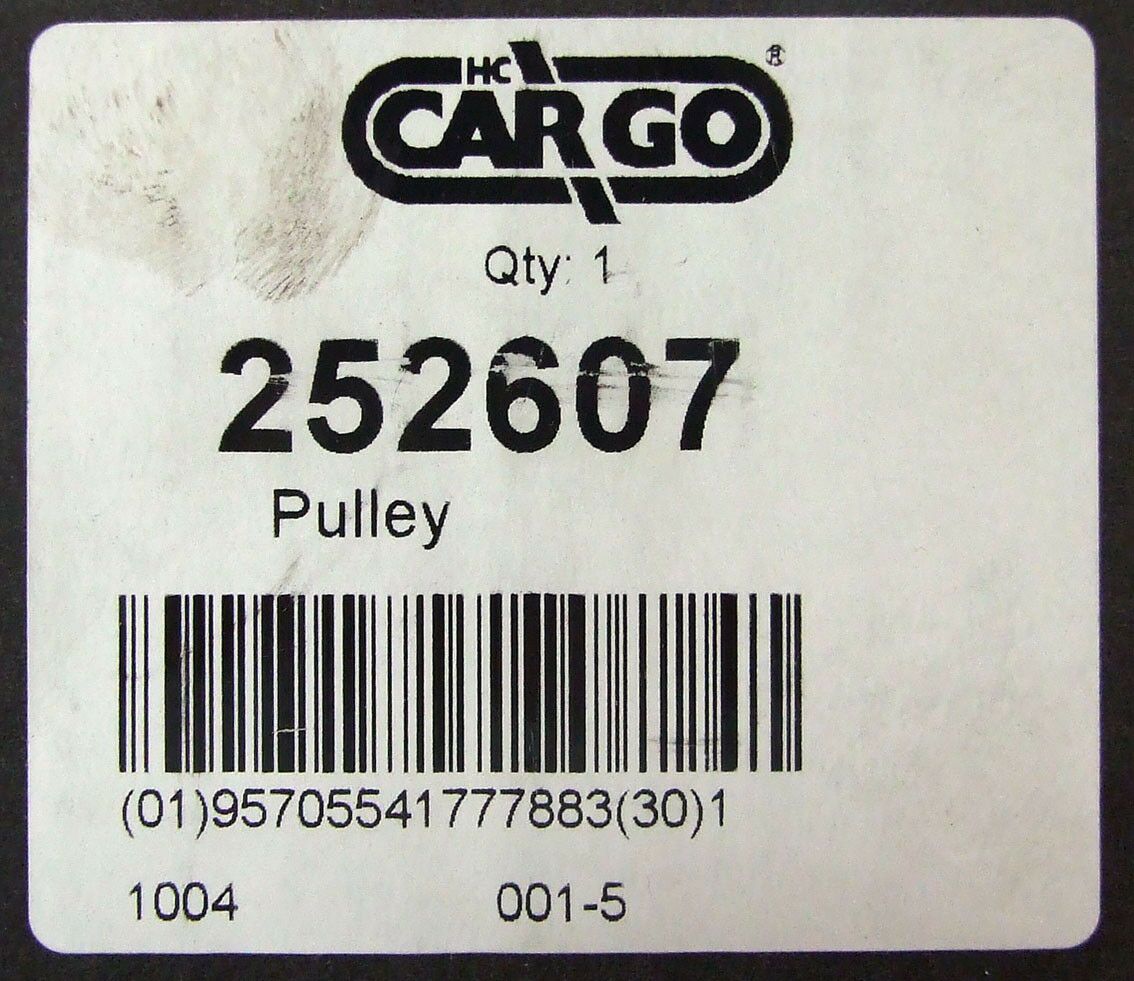 HC
CARGO®
Qty: 1
252607
Pulley
(01)95705541777883(30)1
1004 001-5